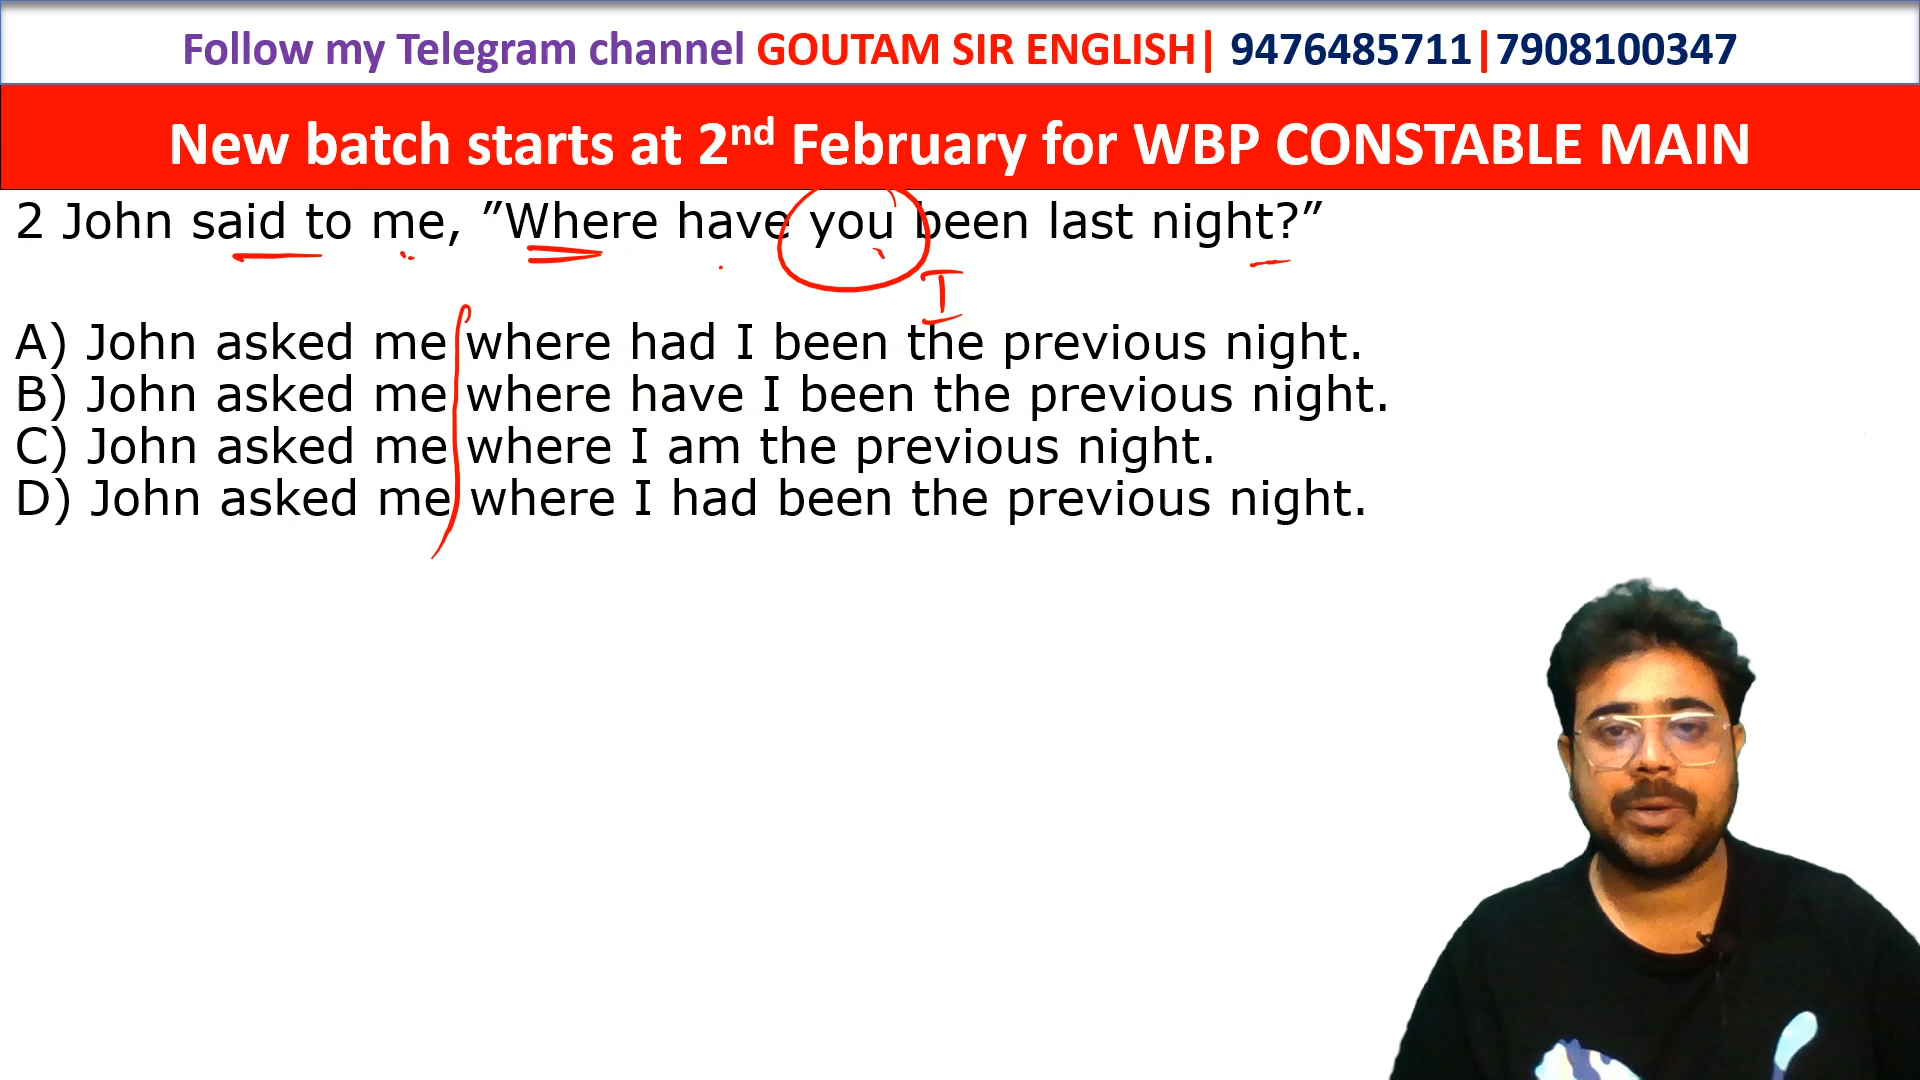 Follow my Telegram channel GOUTAM SIR ENGLISH| 9476485711|7908100347
New batch starts at 2nd February for WBP CONSTABLE MAIN
2 John said to me, ”Where have you been last night?”
I
A) John asked me where had I been the previous night.
B) John asked me where have I been the previous night.
C) John asked me where I am the previous night.
D) John asked me where I had been the previous night.